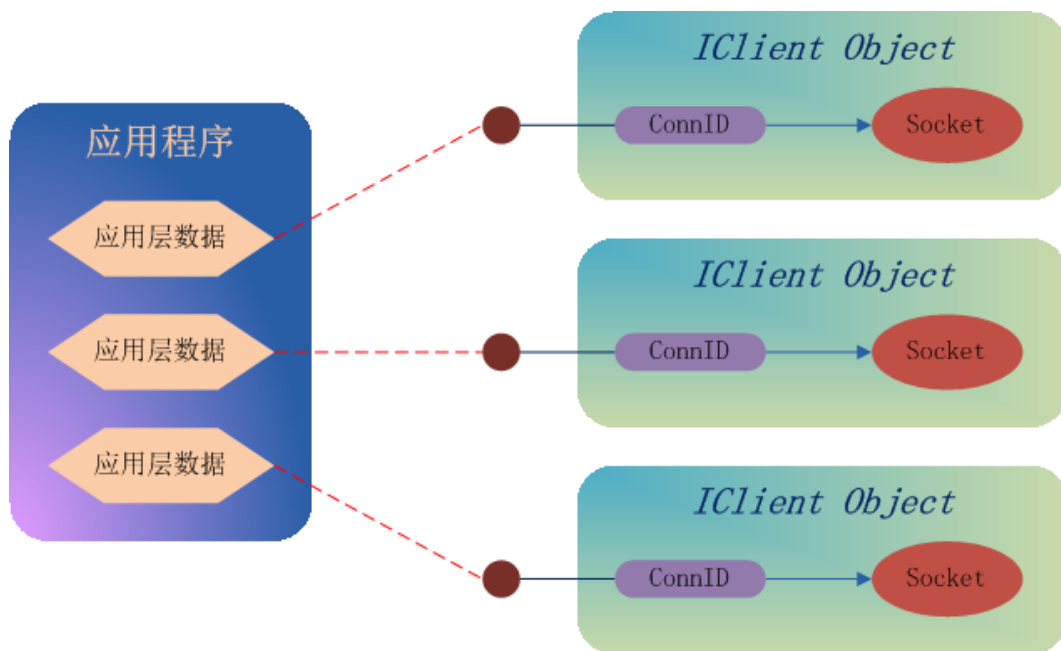 应用程序
应用层数据
应用层数据
应用层数据
IClient Object
ConnID
Socket
IClient Object
ConnID
Socket
IClient Object
ConnID
Socket